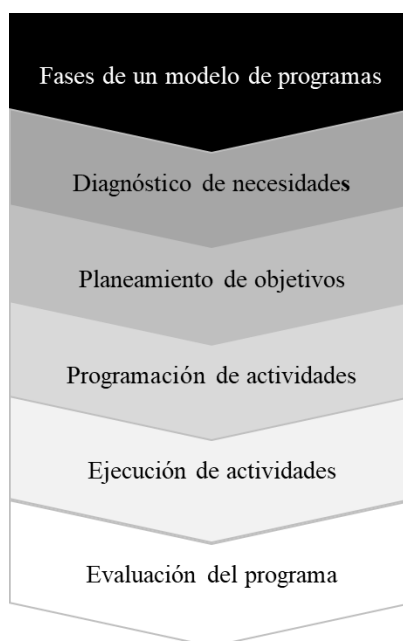 Fases de un modelo de programas
Diagnóstico de necesidades
Planeamiento de objetivos
Programación de actividades
Ejecución de actividades
Evaluación del programa